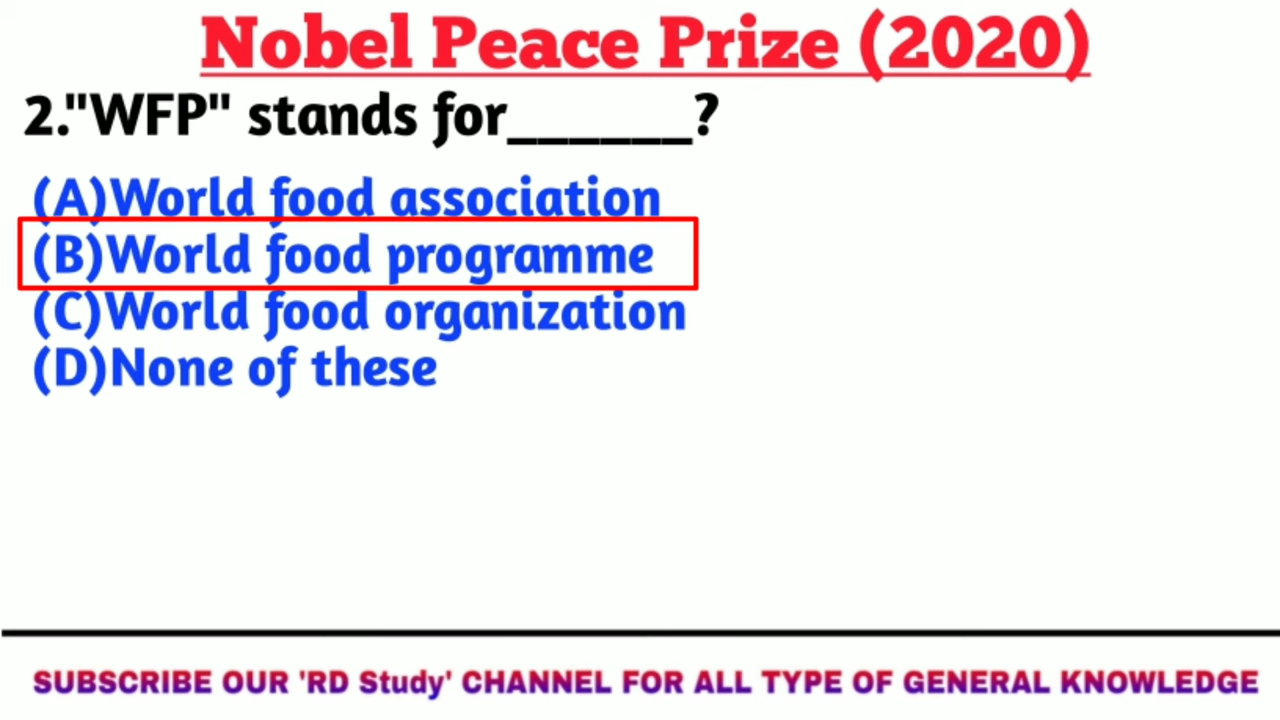 Nobel Peace Prize (2020)
2."WFP" stands for______?
(A)World food association
(B)World food programme
(C)World food organization
(D)None of these
SUBSCRIBE OUR 'RD Study' CHANNEL FOR ALL TYPE OF GENERAL KNOWLEDGE